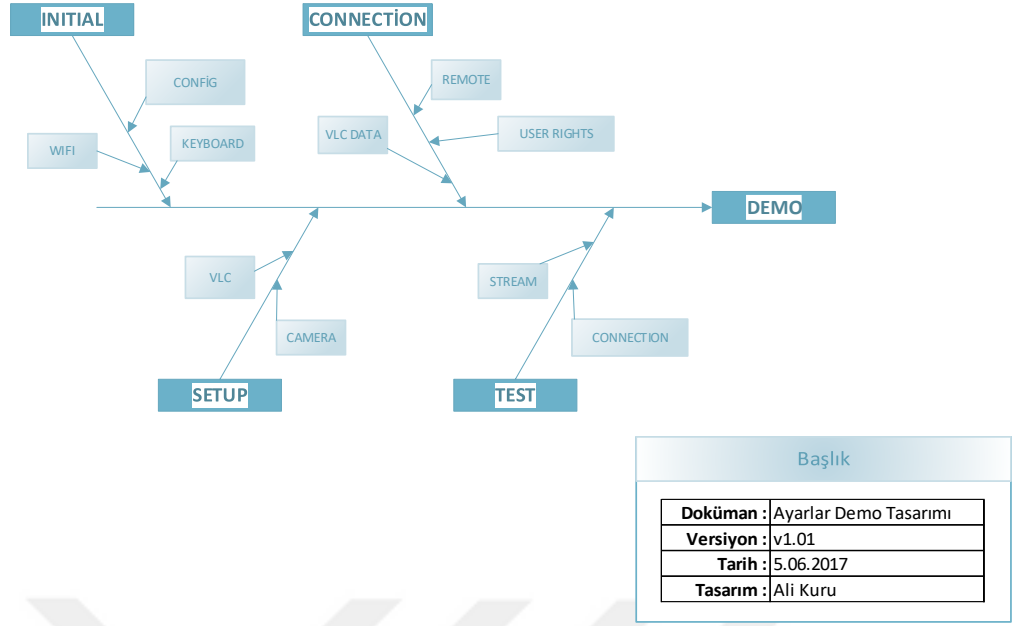 INITIAL
CONNECTİON
CONFİG
REMOTE
WIFI
KEYBOARD
VLC DATA
USER RIGHTS
DEMO
VLC
STREAM
CAMERA
CONNECTION
SETUP
TEST
Başlık
Doküman : Ayarlar Demo Tasarımı
Versiyon : v1.01
Tarih : 5.06.2017
Tasarım : Ali Kuru